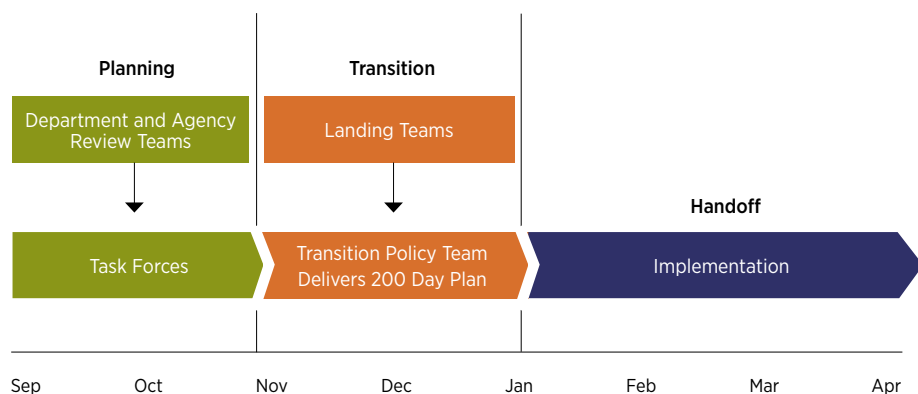 Planning
Transition
Department and Agency
Review Teams
Landing Teams
Handoff
Task Forces
Transition Policy Team
Delivers 200 Day Plan
Implementation
Sep
Oct
Nov
Dec
Jan
Feb
Mar
Apr